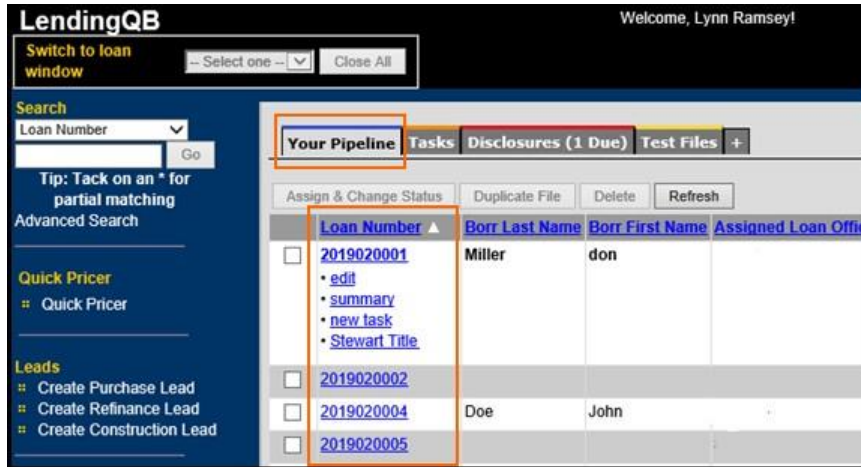 LendingQB
Welcome, Lynn Ramsey!
Switch to loan
window
-- Select one --
Close All
Search
Loan Number
Go
Tip: Tack on an * for
partial matching
Advanced Search
Quick Pricer
Quick Pricer
Leads
Create Purchase Lead
Create Refinance Lead
Create Construction Lead
Your Pipeline Tasks Disclosures (1 Due) Test Files +
Assign & Change Status Duplicate File Delete Refresh
Loan Number ▲ Borr Last Name Borr First Name Assigned Loan Offi
2019020001 Miller don
• edit
• summary
• new task
• Stewart Title
2019020002
2019020004 Doe John
2019020005